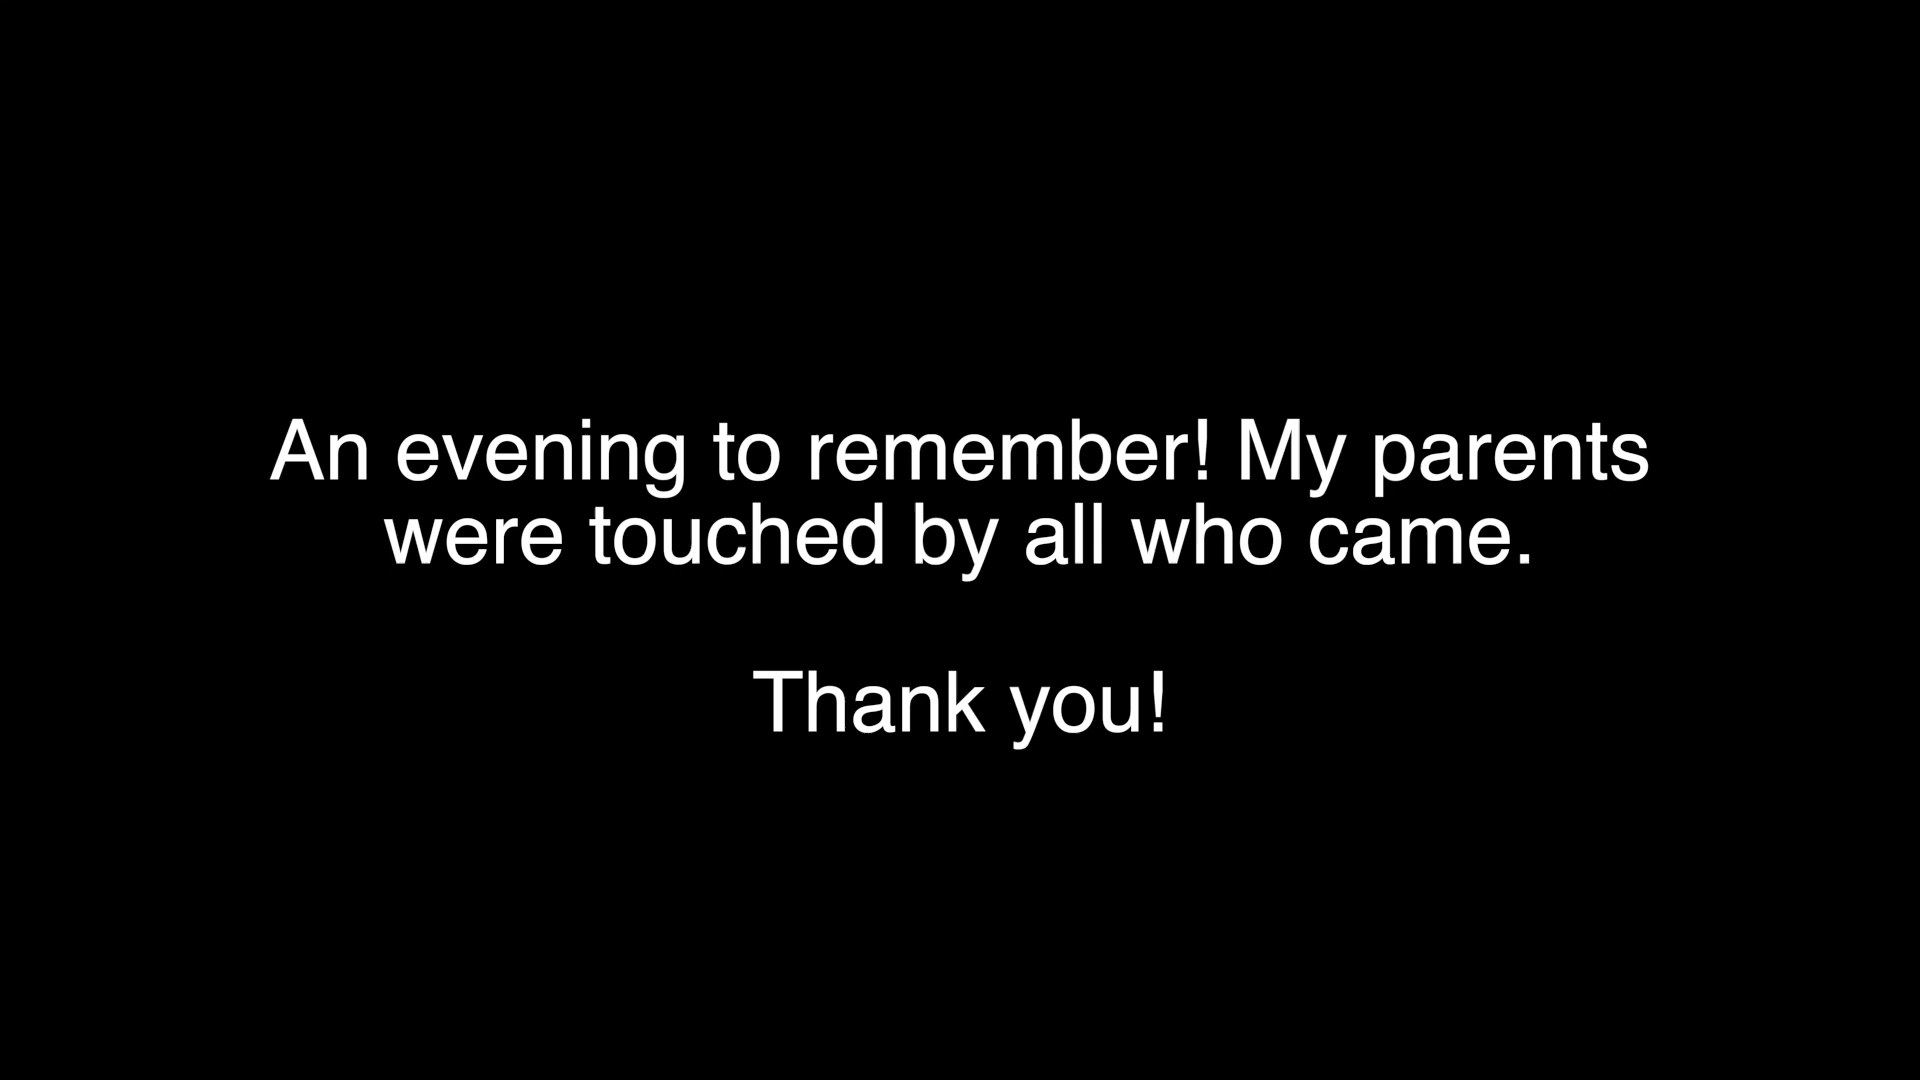 An evening to remember! My parents
were touched by all who came.
Thank you!